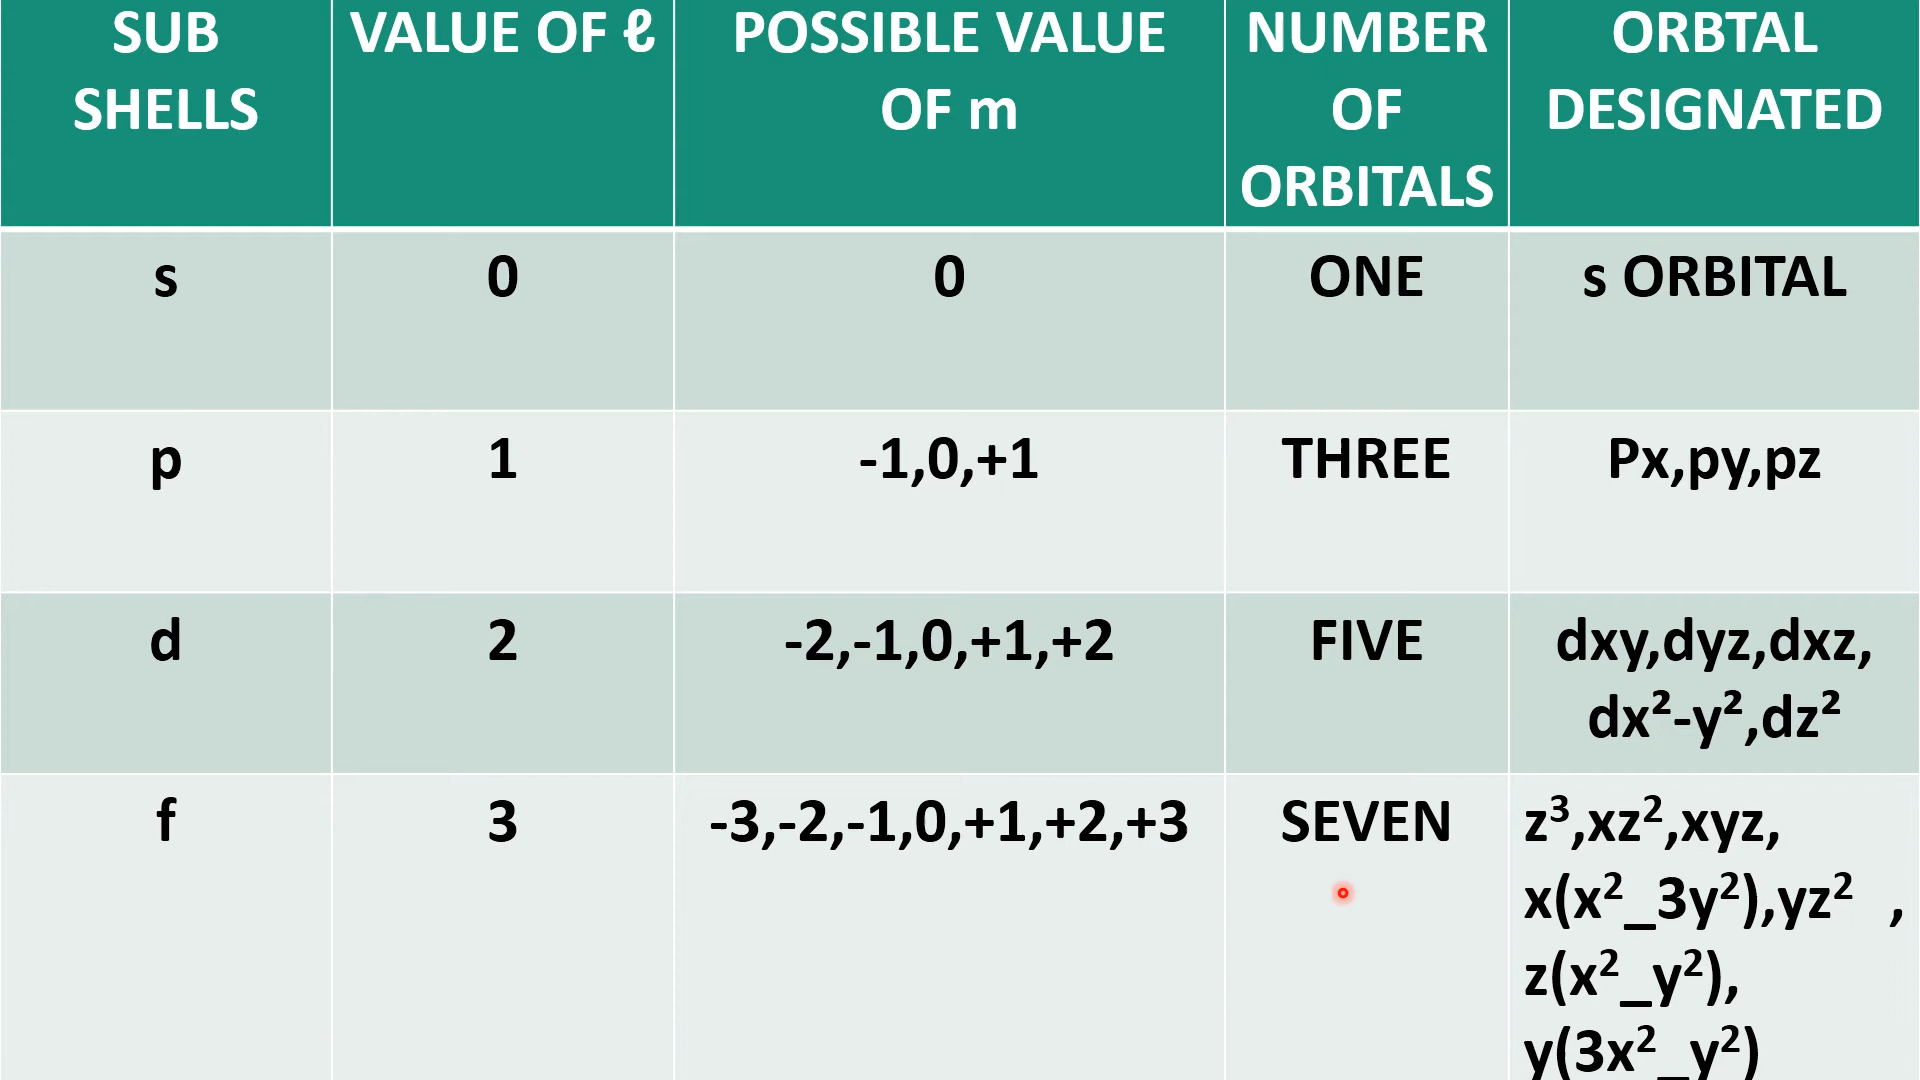 SUB
SHELLS
VALUE OF ℓ
POSSIBLE VALUE
OF m
NUMBER
OF
ORBITALS
ORBTAL
DESIGNATED
s
0
0
ONE
s ORBITAL
p
1
-1,0,+1
THREE
Px,py,pz
d
2
-2,-1,0,+1,+2
FIVE
dxy,dyz,dxz,
dx²-y²,dz²
f
3
-3,-2,-1,0,+1,+2,+3
SEVEN
z³,xz²,xyz,
x(x²_3y²),yz² ,
z(x²_y²),
y(3x²_y²)